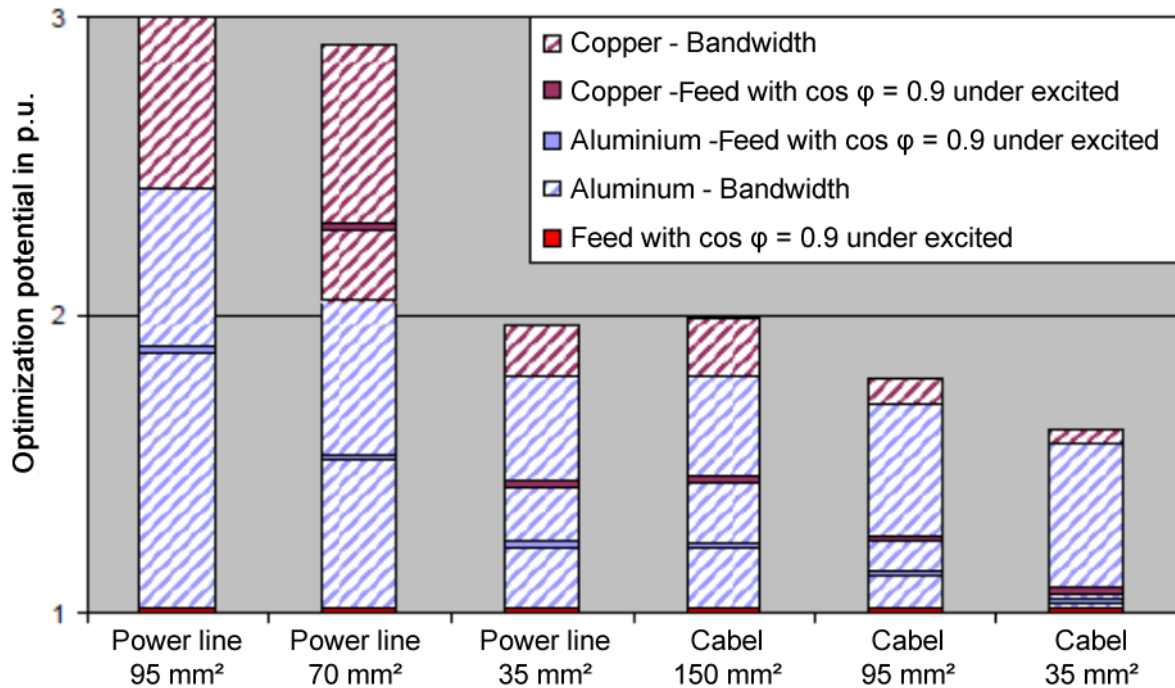 3
2
1
Optimization potential in p.u.
Copper - Bandwidth
Copper -Feed with cos φ = 0.9 under excited
Aluminium -Feed with cos φ = 0.9 under excited
Aluminum - Bandwidth
Feed with cos φ = 0.9 under excited
Power line
95 mm²
Power line
70 mm²
Power line
35 mm²
Cabel
150 mm²
Cabel
95 mm²
Cabel
35 mm²